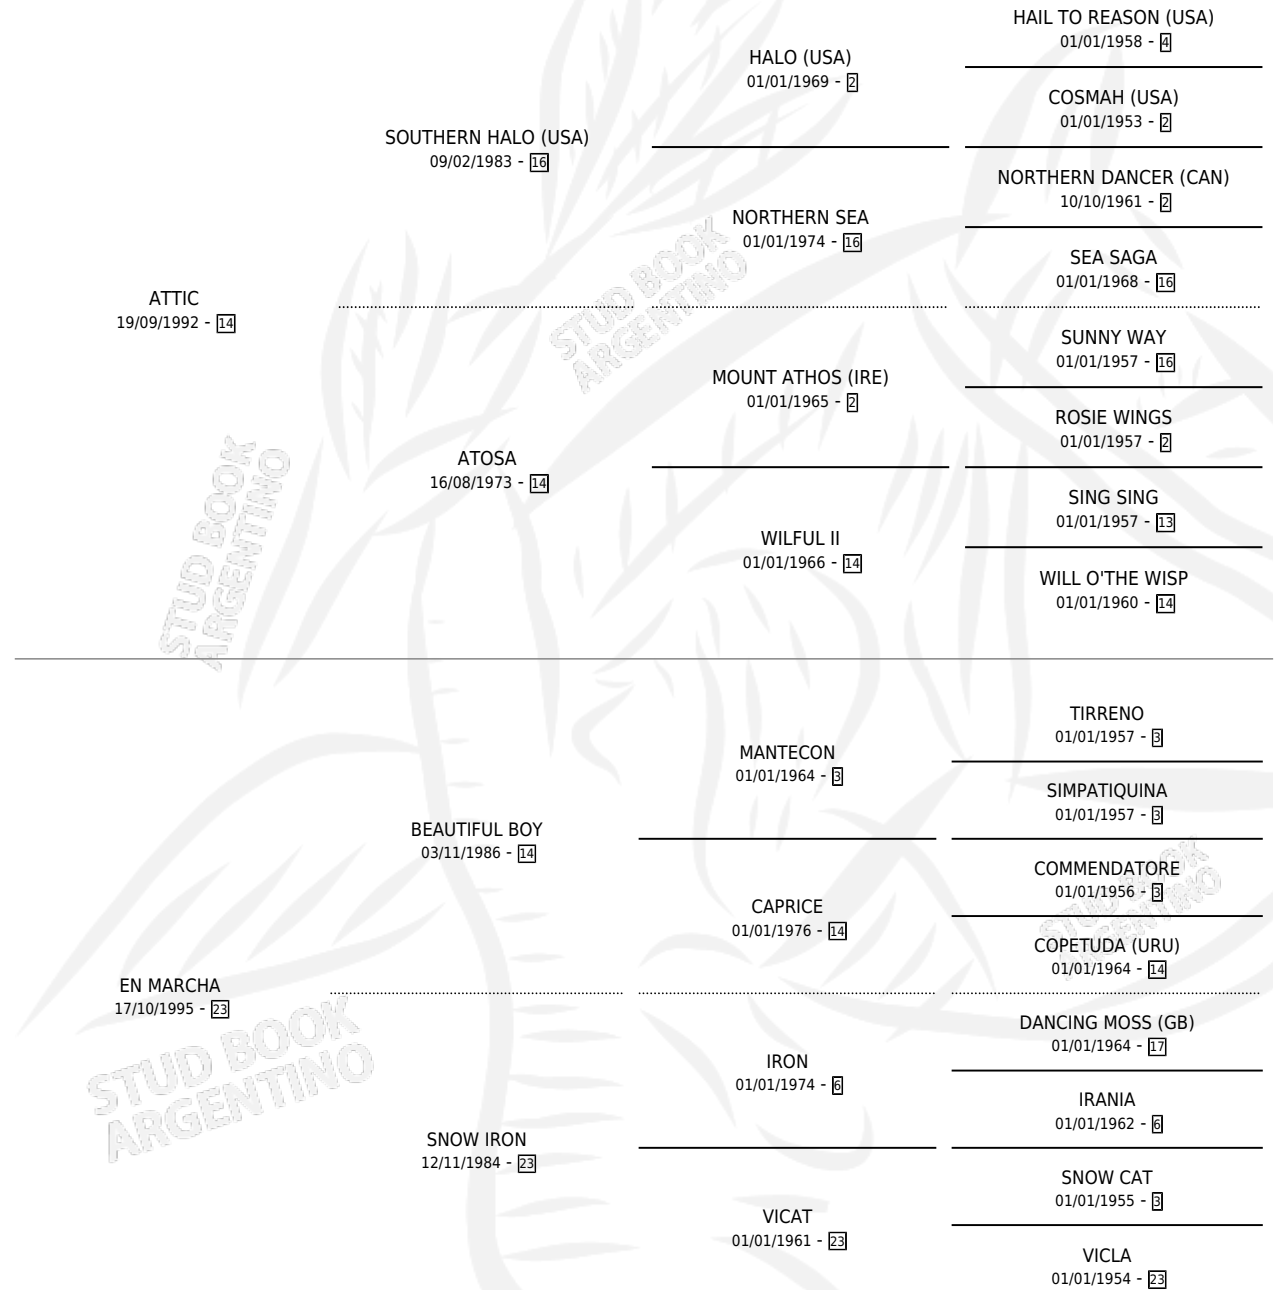 HAIL TO REASON (USA)
01/01/1958 - 4
HALO (USA)
01/01/1969 - 2
COSMAH (USA)
01/01/1953 - 2
SOUTHERN HALO (USA)
09/02/1983 - 16
NORTHERN DANCER (CAN)
10/10/1961 - 2
NORTHERN SEA
01/01/1974 - 16
SEA SAGA
01/01/1968 - 16
ATTIC
19/09/1992 - 14
STUD BOOK
ARGENTINO
SUNNY WAY
01/01/1957 - 16
MOUNT ATHOS (IRE)
01/01/1965 - 2
ROSIE WINGS
01/01/1957 - 2
ATOSA
16/08/1973 - 14
SING SING
01/01/1957 - 13
WILFUL II
01/01/1966 - 14
WILL O'THE WISP
01/01/1960 - 14
STUD BOOK
ARGENTINO
TIRRENO
01/01/1957 - 3
MANTECON
01/01/1964 - 3
SIMPATIQUINA
01/01/1957 - 3
BEAUTIFUL BOY
03/11/1986 - 14
COMMENDATORE
01/01/1956 - 3
CAPRICE
01/01/1976 - 14
COPETUDA (URU)
01/01/1964 - 14
STUD BOOK
ARGENTINO
EN MARCHA
17/10/1995 - 23
DANCING MOSS (GB)
01/01/1964 - 17
IRON
01/01/1974 - 6
IRANIA
01/01/1962 - 6
STUD BOOK
ARGENTINO
SNOW IRON
12/11/1984 - 23
SNOW CAT
01/01/1955 - 3
VICAT
01/01/1961 - 23
VICLA
01/01/1954 - 23